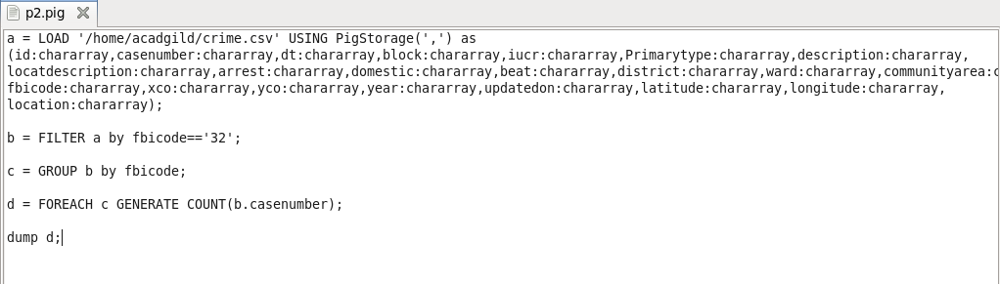 p2.pig
a = LOAD '/home/acadgild/crime.csv' USING PigStorage(',') as
(id:chararray,casenumber:chararray,dt:chararray,block:chararray,iucr:chararray,Primarytype:chararray,description:chararray,
locatdescription:chararray,arrest:chararray,domestic:chararray,beat:chararray,district:chararray,ward:chararray,communityarea:c
fbicode:chararray,xco:chararray,yco:chararray,year:chararray,updatedon:chararray,latitude:chararray,longitude:chararray,
location:chararray);
b = FILTER a by fbicode=='32';
c = GROUP b by fbicode;
d = FOREACH c GENERATE COUNT(b.casenumber);
dump d;